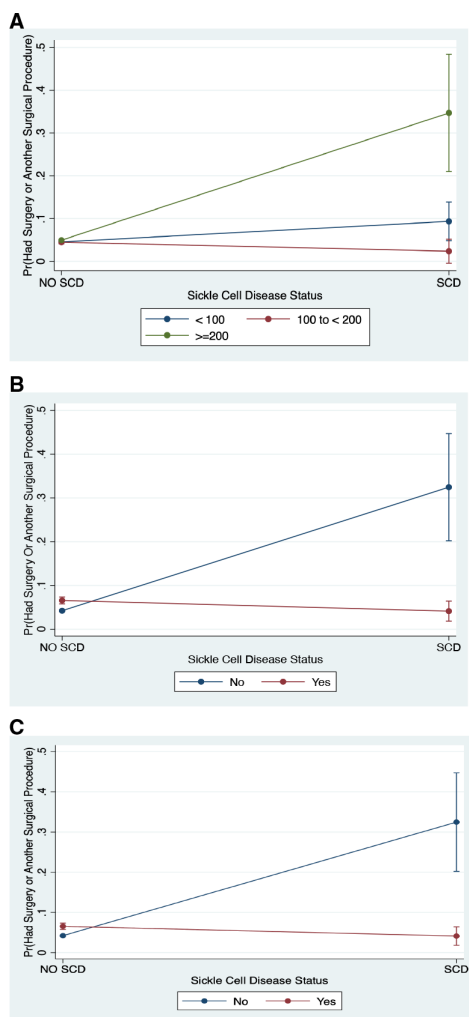 A
Pr(Had Surgery or Another Surgical Procedure)
.5
.4
.3
.2
.1
0
NO SCD
SCD
Sickle Cell Disease Status
< 100
100 to < 200
>=200
B
Pr(Had Surgery Or Another Surgical Procedure)
.5
.4
.3
.2
.1
0
NO SCD
SCD
Sickle Cell Disease Status
No
Yes
C
Pr(Had Surgery or Another Surgical Procedure)
.5
.4
.3
.2
.1
0
NO SCD
SCD
Sickle Cell Disease Status
No
Yes